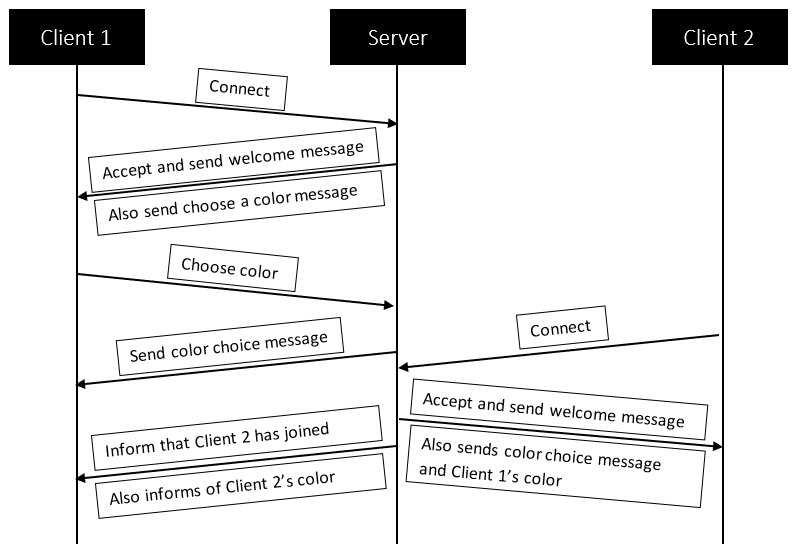 Client 1
Server
Client 2
Connect
Accept and send welcome message
Also send choose a color message
Choose color
Connect
Send color choice message
Accept and send welcome message
Also sends color choice message
and Client 1's color
Inform that Client 2 has joined
Also informs of Client 2's color